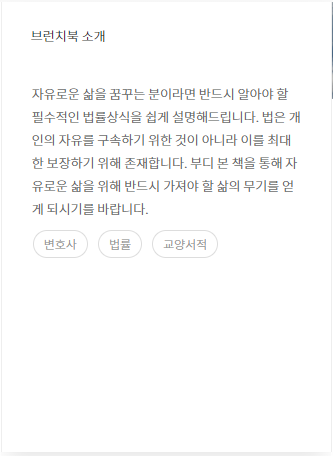 브런치북 소개
자유로운 삶을 꿈꾸는 분이라면 반드시 알아야 할
필수적인 법률상식을 쉽게 설명해드립니다. 법은 개
인의 자유를 구속하기 위한 것이 아니라 이를 최대
한 보장하기 위해 존재합니다. 부디 본 책을 통해 자
유로운 삶을 위해 반드시 가져야 할 삶의 무기를 얻
게 되시기를 바랍니다.
변호사 법률 교양서적